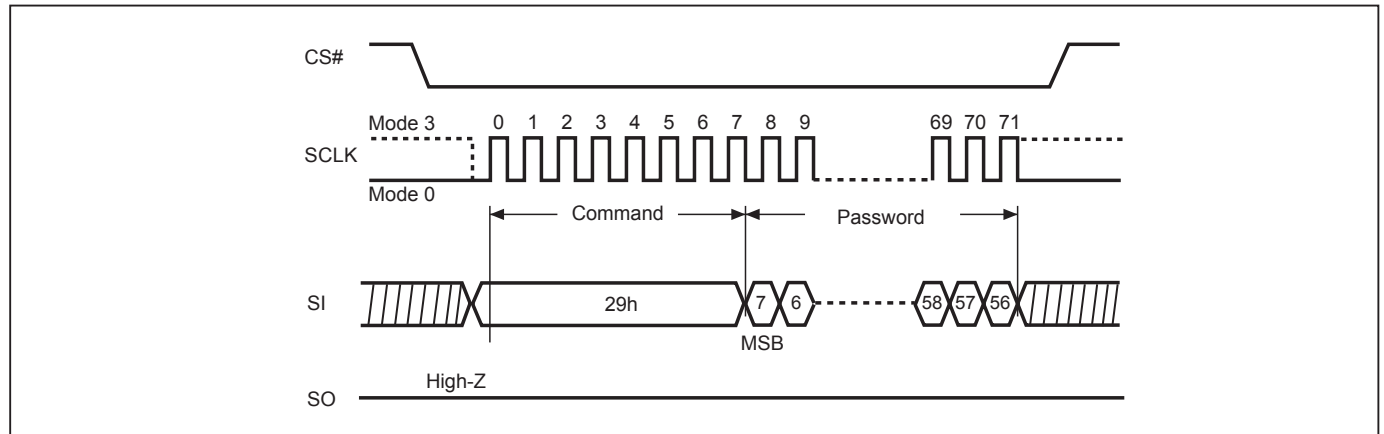 CS#
Mode 3 0 1 2 3 4 5 6 7 8 9 69 70 71
SCLK
Mode 0
Command Password
SI 29h 7 6 58 57 56
MSB
High-Z
SO